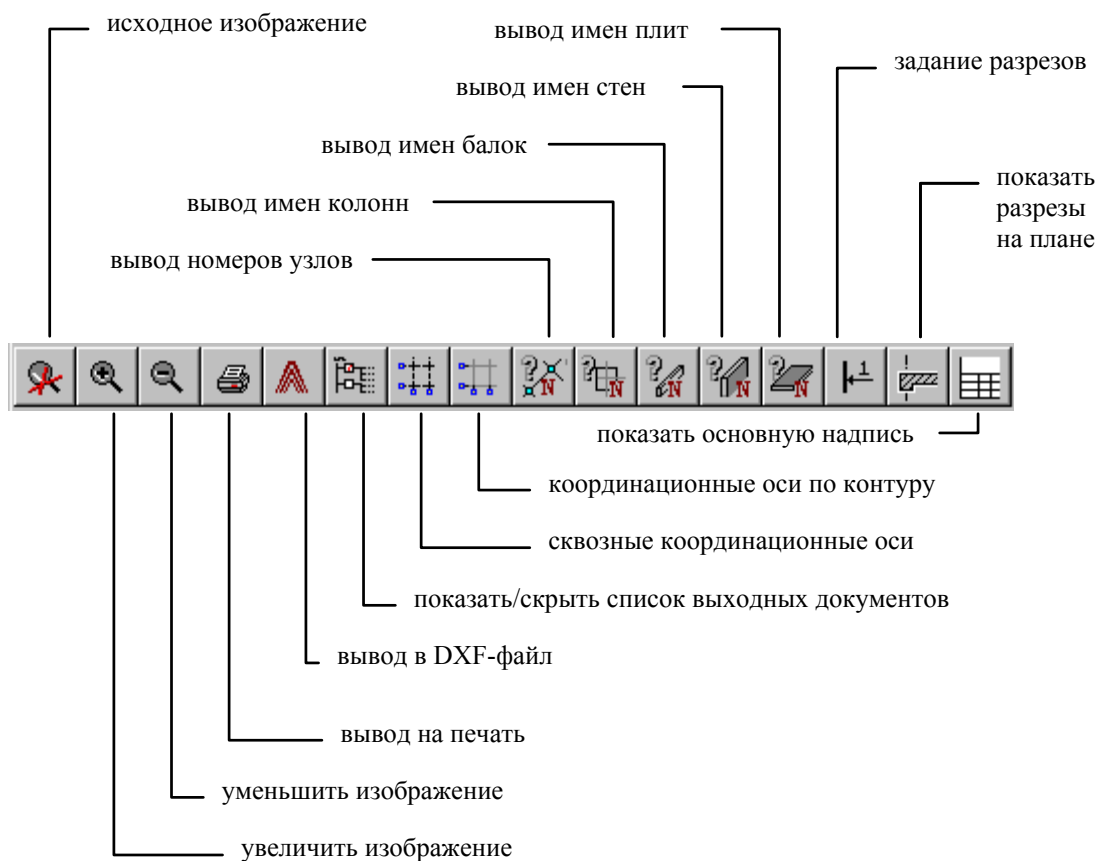 исходное изображение
вывод имен плит
задание разрезов
вывод имен стен
вывод имен балок
показать
разрезы
на плане
вывод имен колонн
вывод номеров узлов
? N ? N ? N ? N ? N 1
показать основную надпись
координационные оси по контуру
сквозные координационные оси
показать/скрыть список выходных документов
вывод в DXF-файл
вывод на печать
уменьшить изображение
увеличить изображение